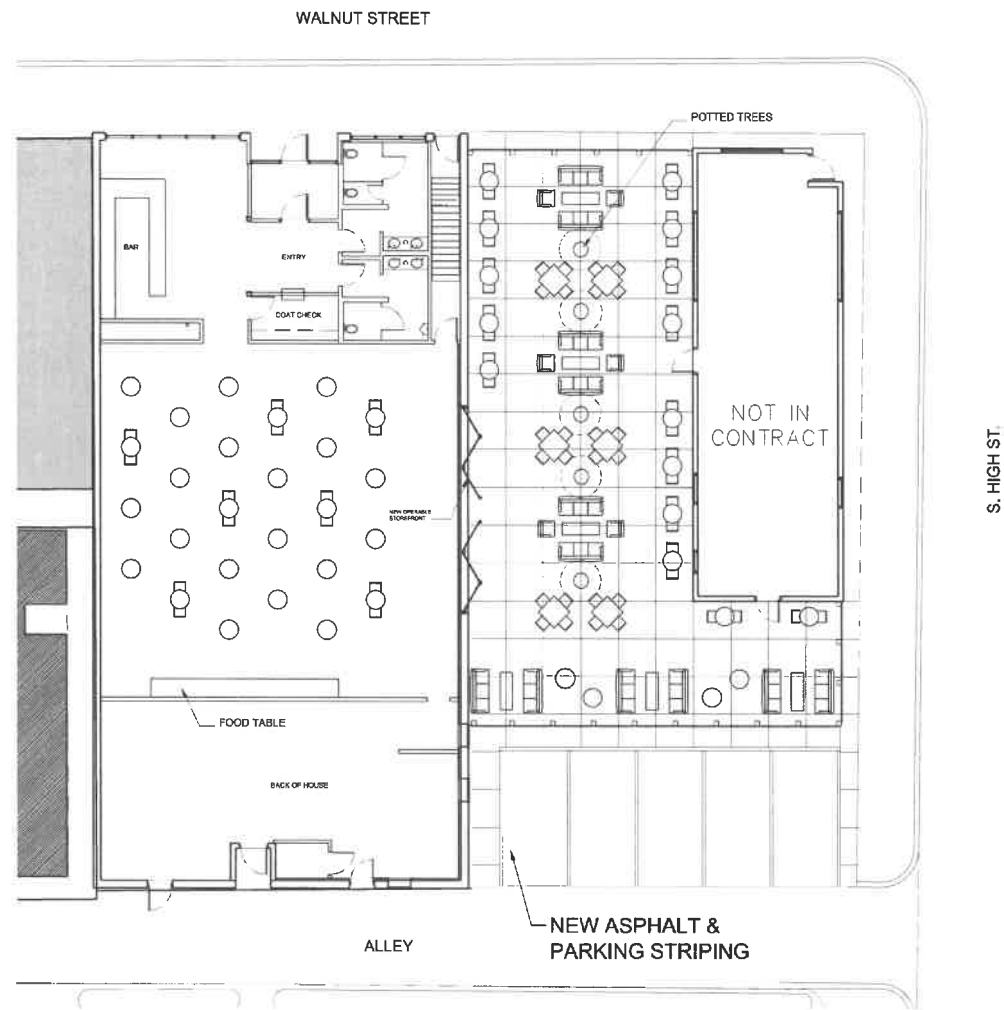 WALNUT STREET
POTTED TREES
BAR
ENTRY
COAT CHECK
NOT IN
CONTRACT
S. HIGH ST.
NEW OPERABLE
STOREFRONT
FOOD TABLE
BACK OF HOUSE
NEW ASPHALT &
PARKING STRIPING
ALLEY